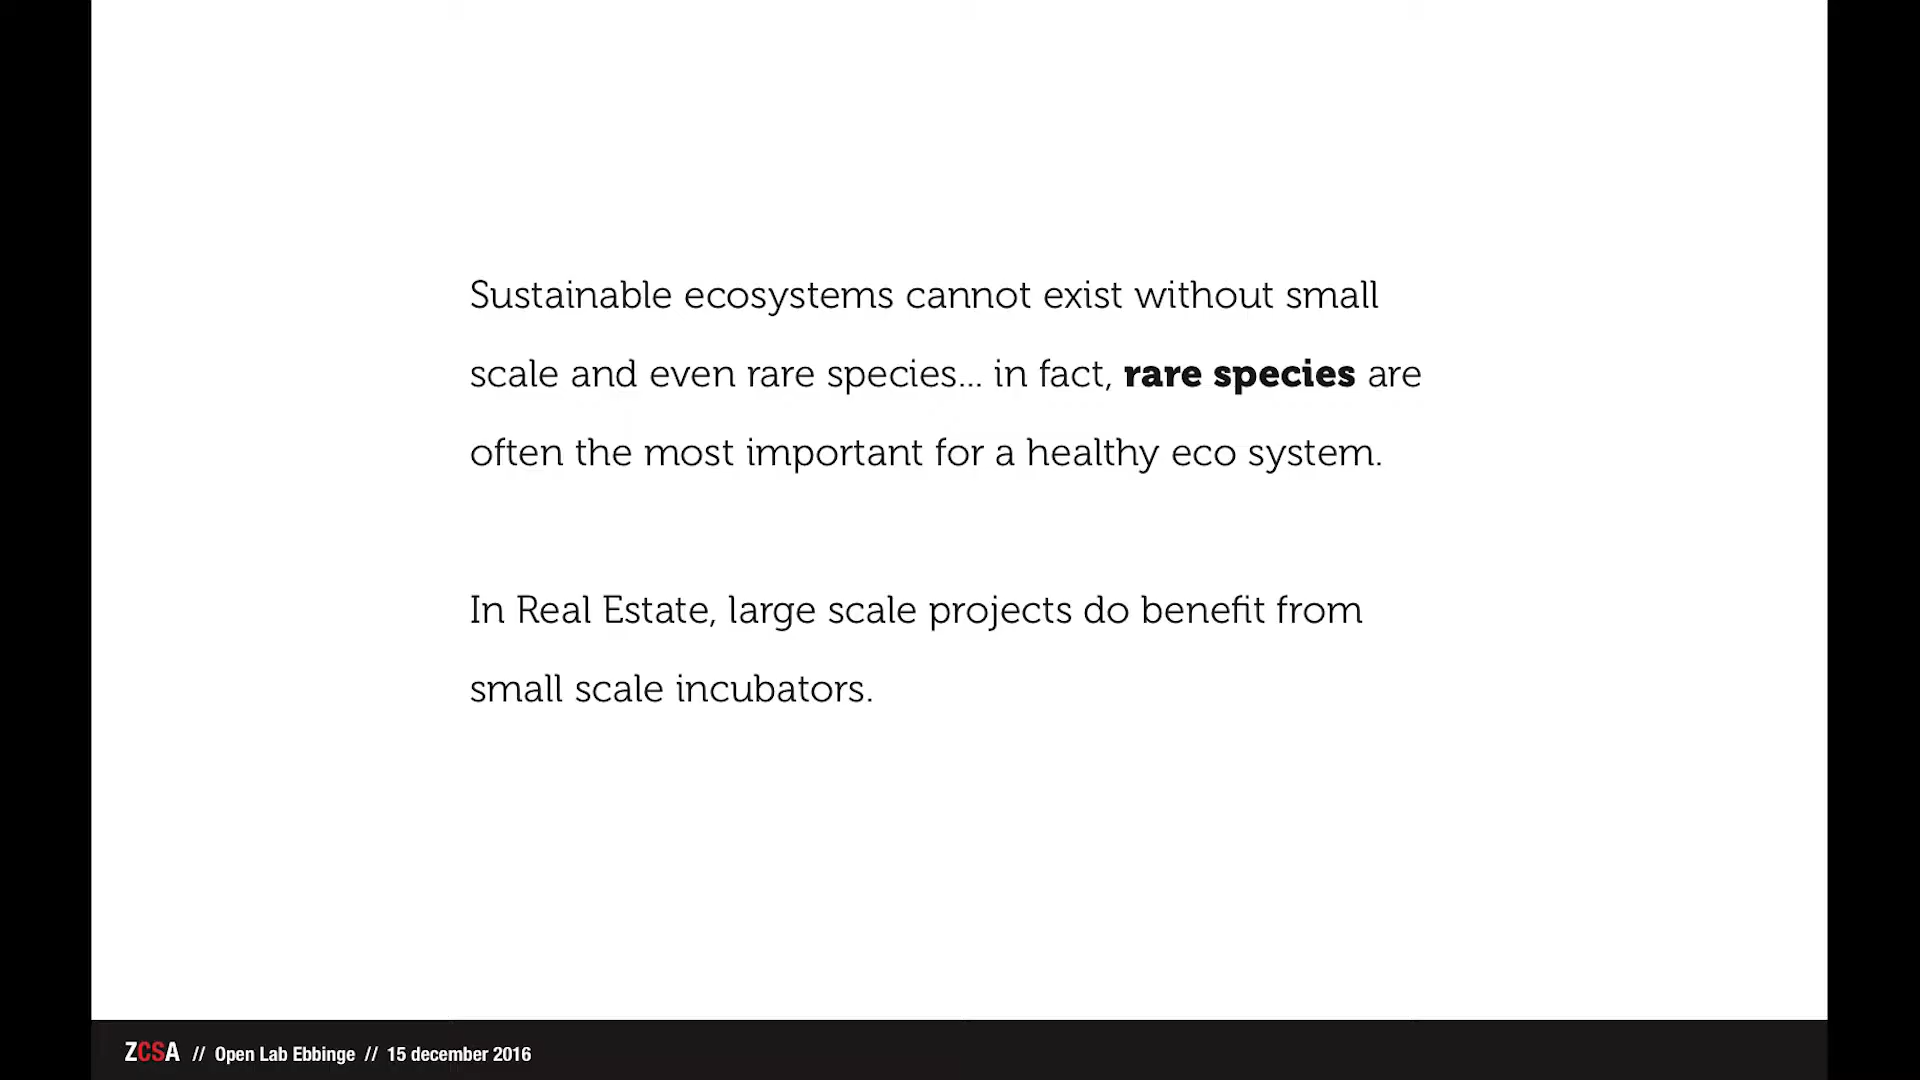 Sustainable ecosystems cannot exist without small
scale and even rare species... in fact, rare species are
often the most important for a healthy eco system.
In Real Estate, large scale projects do benefit from
small scale incubators.
ZCSA // Open Lab Ebbinge // 15 december 2016